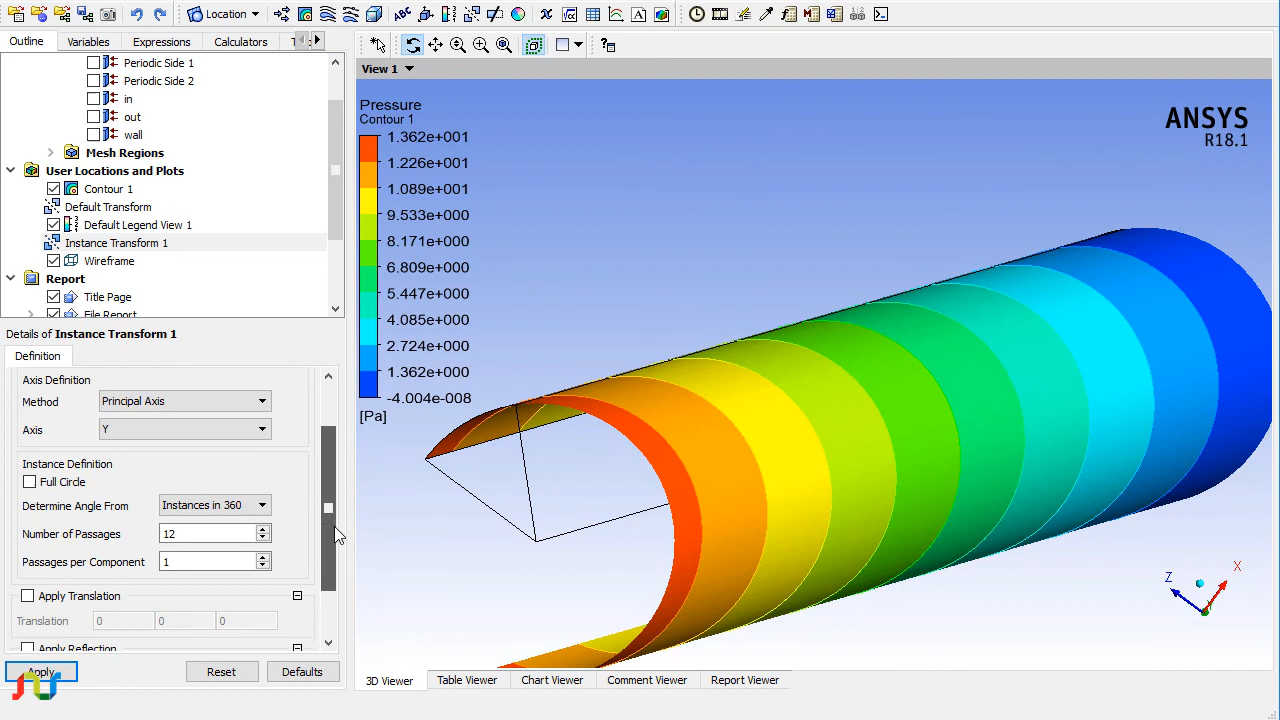 Location
Outline
Variables
Expressions
Calculators
Periodic Side 1
Periodic Side 2
in
out
wall
Mesh Regions
User Locations and Plots
Contour 1
Default Transform
Default Legend View 1
Instance Transform 1
Wireframe
Report
Title Page
File Report
Details of Instance Transform 1
Definition
Axis Definition
Method Principal Axis
Axis Y
Instance Definition
Full Circle
Determine Angle From Instances in 360
Number of Passages 12
Passages per Component 1
Apply Translation
Translation 0 0 0
Apply Reflection
Apply Reset Defaults
View 1
Pressure
Contour 1
1.362e+001
1.226e+001
1.089e+001
9.533e+000
8.171e+000
6.809e+000
5.447e+000
4.085e+000
2.724e+000
1.362e+000
-4.004e-008
[Pa]
ANSYS
R18.1
Z
X
3D Viewer Table Viewer Chart Viewer Comment Viewer Report Viewer